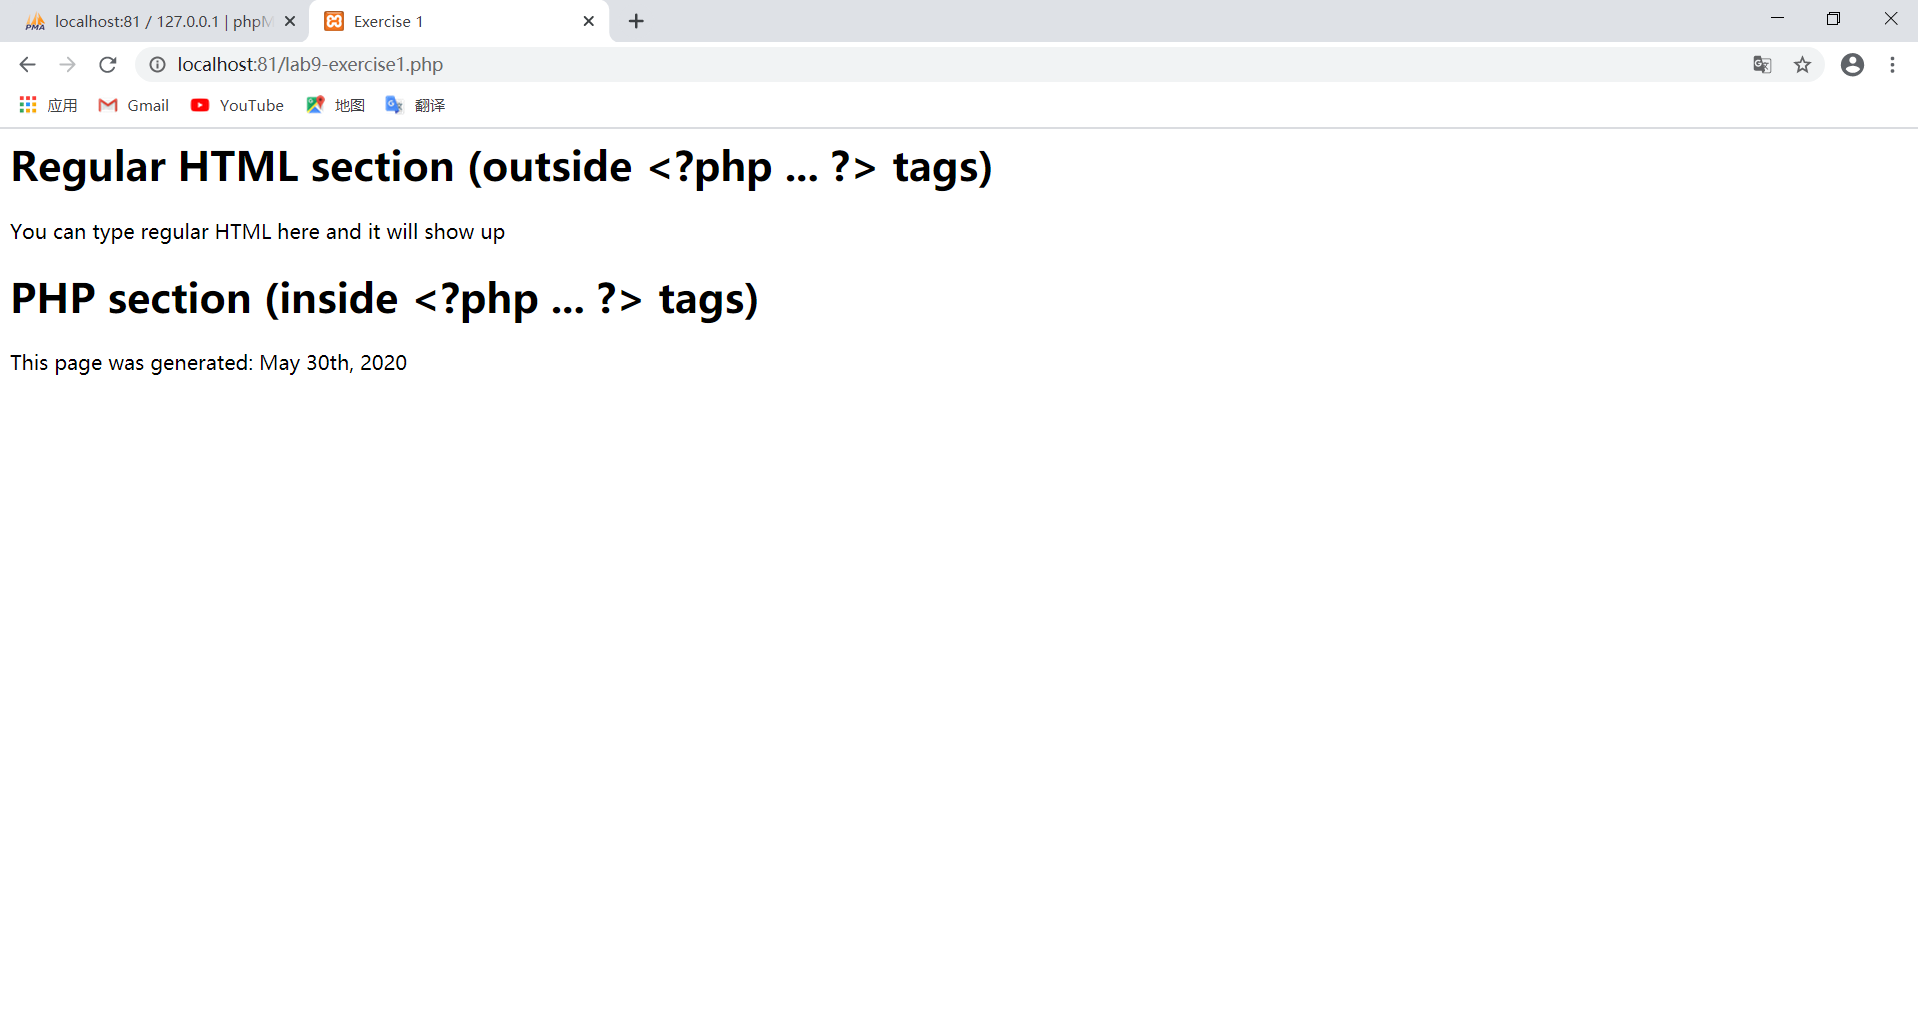 localhost:81 / 127.0.0.1 | phpM
Exercise 1
localhost:81/lab9-exercise1.php
应用 Gmail YouTube 地图 翻译
Regular HTML section (outside <?php ... ?> tags)
You can type regular HTML here and it will show up
PHP section (inside <?php ... ?> tags)
This page was generated: May 30th, 2020